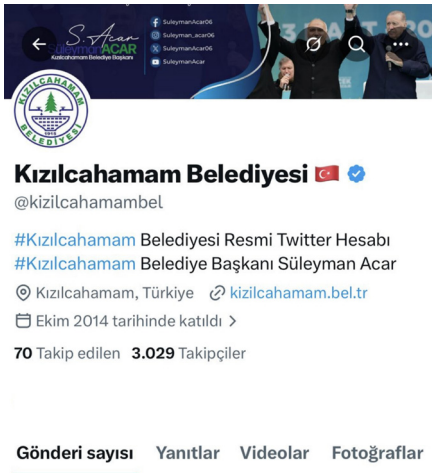 S. Acar
SüleymanACAR
Kızılcahamam Belediye Başkanı
SuleymanAcar06
Suleyman_acar06
SuleymanAcar06
SuleymanAcar
KIZILCAHAMAM
1915
BELEDİYESİ
Kızılcahamam Belediyesi 🇹🇷
@kizilcahamambel
#Kızılcahamam Belediyesi Resmi Twitter Hesabı
#Kızılcahamam Belediye Başkanı Süleyman Acar
Kızılcahamam, Türkiye kizilcahamam.bel.tr
Ekim 2014 tarihinde katıldı
70 Takip edilen 3.029 Takipçiler
Gönderi sayısı Yanıtlar Videolar Fotoğraflar